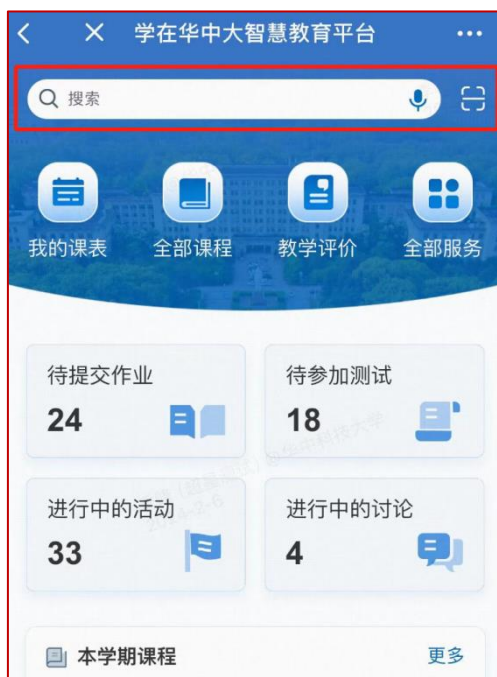 学在华中大智慧教育平台
搜索
我的课表 全部课程 教学评价 全部服务
待提交作业 待参加测试
24 18
进行中的活动 进行中的讨论
33 4
本学期课程 更多